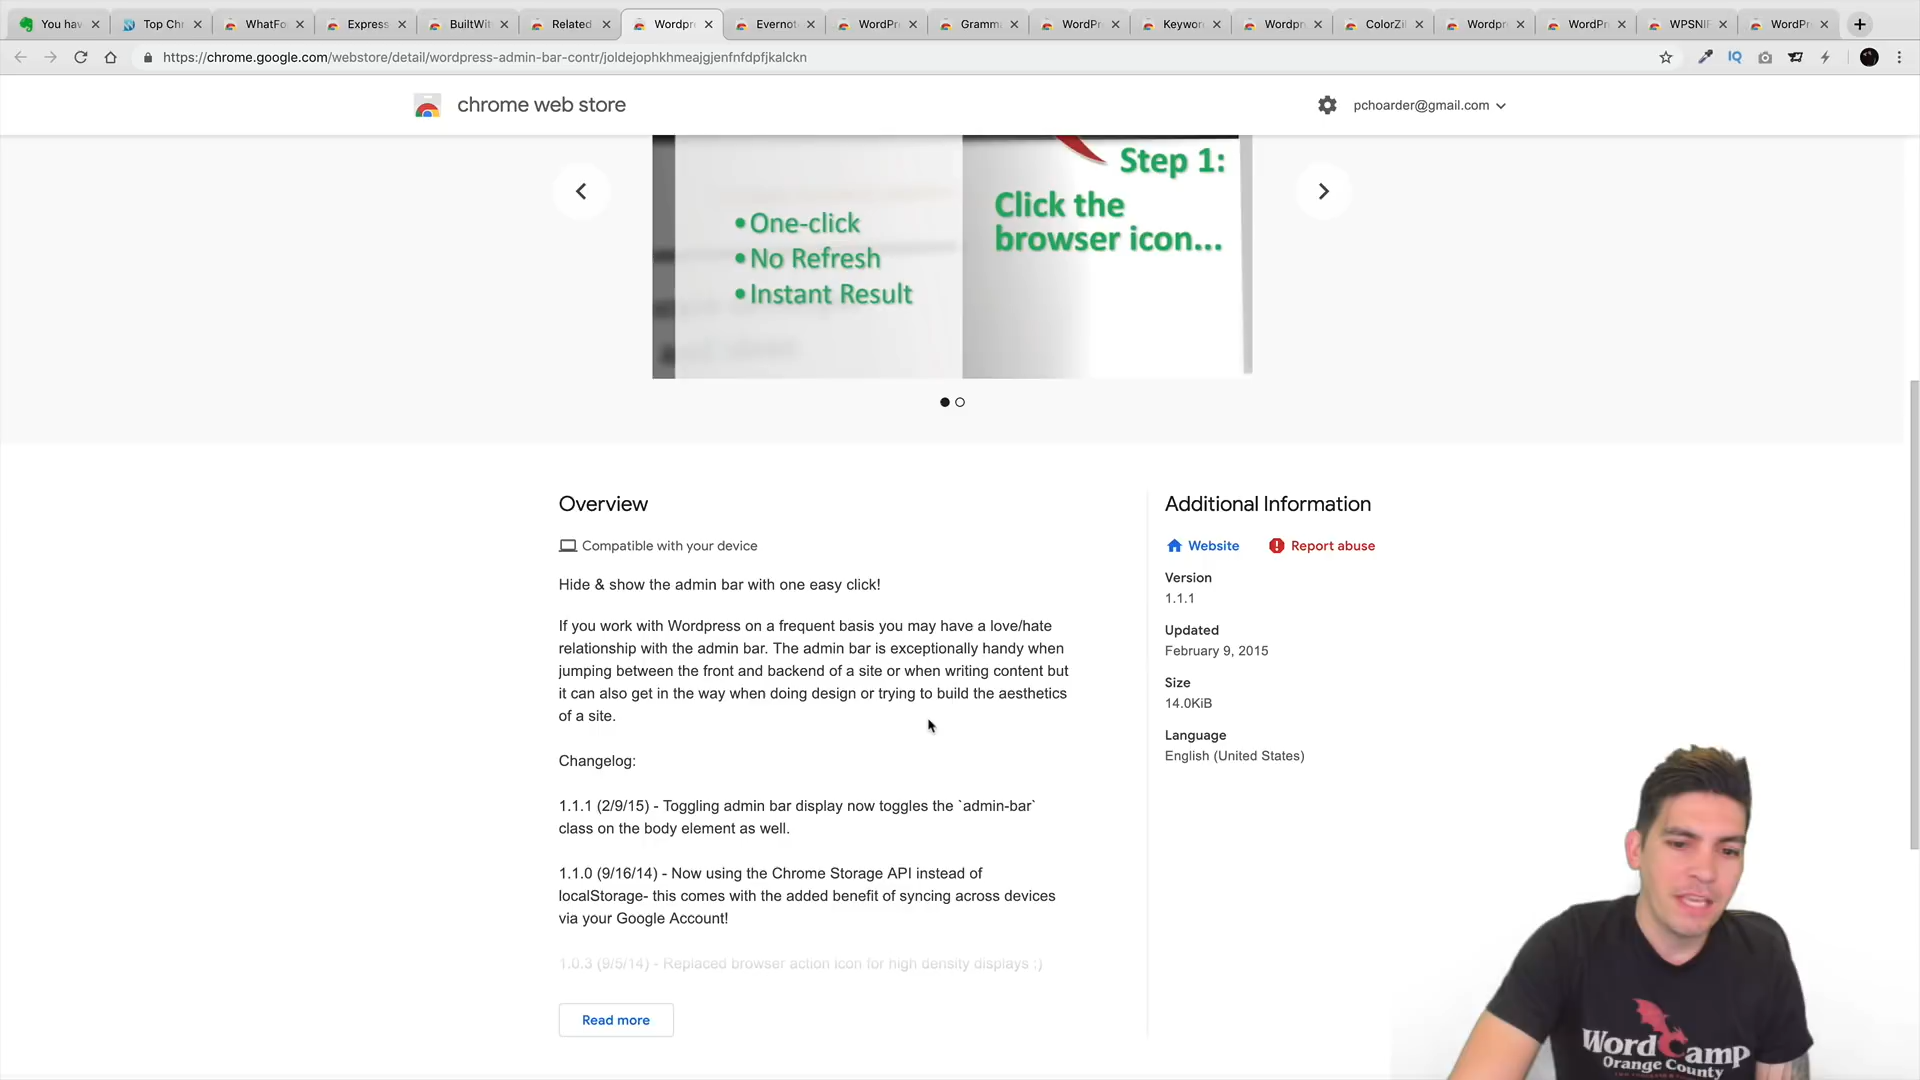 You hav
Top Chr
WhatFo
Express
BuiltWit
Related
Wordpr
Evernot
WordPr
Gramm
WordPr
Keywor
Wordpr
ColorZi
Wordpr
WordPr
WPSNI
WordPr
https://chrome.google.com/webstore/detail/wordpress-admin-bar-contr/joldejophkhmeajgjenfnfdpfjkalckn
IQ
chrome web store
pchoarder@gmail.com
•One-click
•No Refresh
•Instant Result
Step 1:
Click the
browser icon...
Overview
Compatible with your device
Hide & show the admin bar with one easy click!
If you work with Wordpress on a frequent basis you may have a love/hate
relationship with the admin bar. The admin bar is exceptionally handy when
jumping between the front and backend of a site or when writing content but
it can also get in the way when doing design or trying to build the aesthetics
of a site.
Changelog:
1.1.1 (2/9/15) - Toggling admin bar display now toggles the `admin-bar`
class on the body element as well.
1.1.0 (9/16/14) - Now using the Chrome Storage API instead of
localStorage- this comes with the added benefit of syncing across devices
via your Google Account!
1.0.3 (9/5/14) - Replaced browser action icon for high density displays :)
Read more
Additional Information
Website
Report abuse
Version
1.1.1
Updated
February 9, 2015
Size
14.0KiB
Language
English (United States)
WordCamp
Orange County